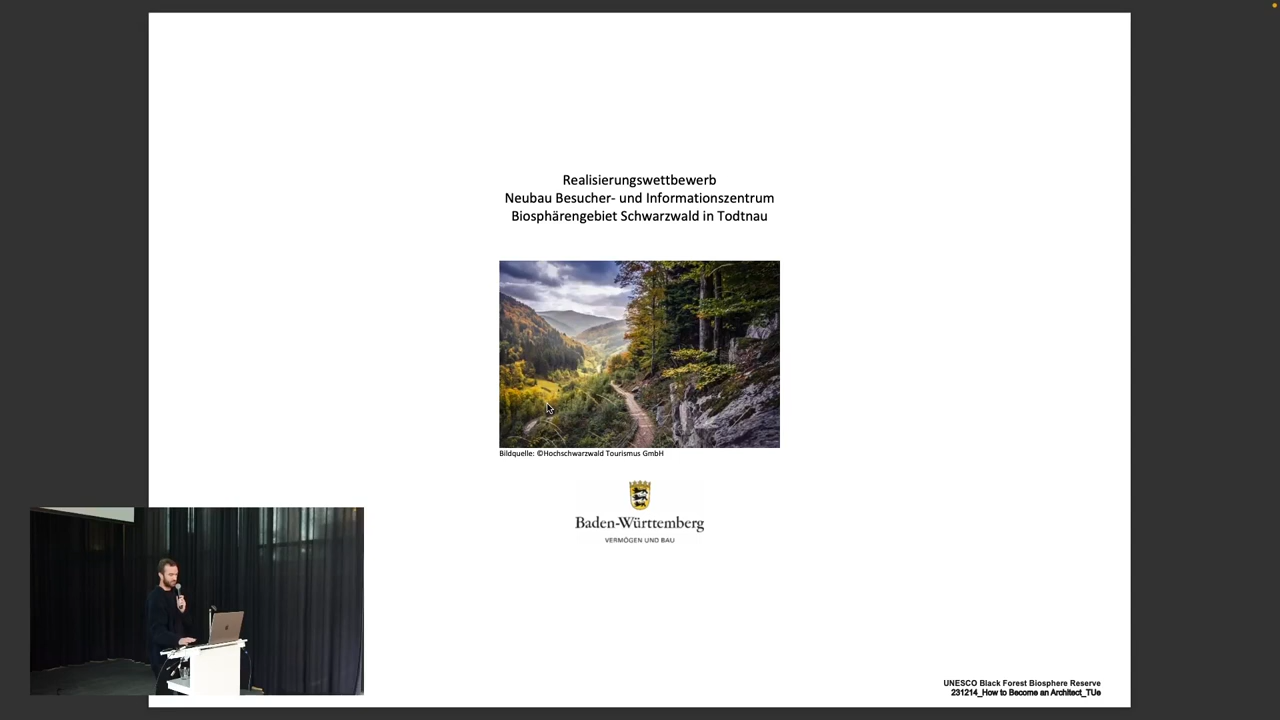 Realisierungswettbewerb
Neubau Besucher- und Informationszentrum
Biosphärengebiet Schwarzwald in Todtnau
Bildquelle: ©Hochschwarzwald Tourismus GmbH
Baden-Württemberg
VERMÖGEN UND BAU
UNESCO Black Forest Biosphere Reserve
231214_How to Become an Architect_TUe